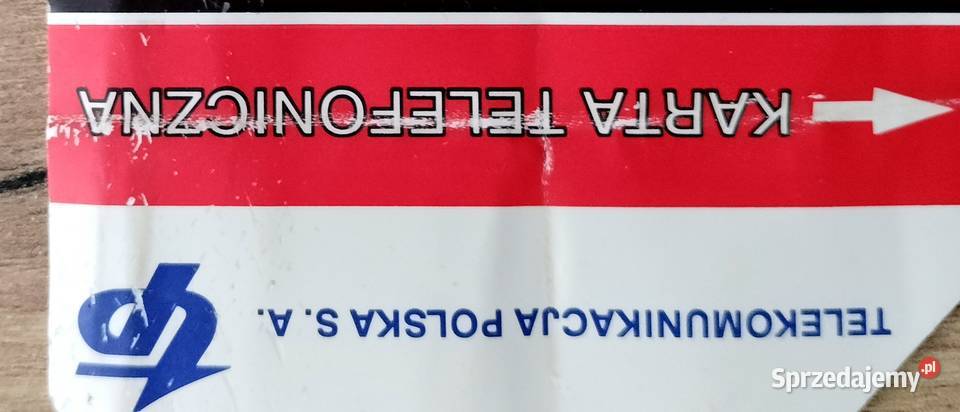 TELEKOMUNIKACJA POLSKA S.A.
KARTA TELEFONICZNA
Sprzedajemy.pl